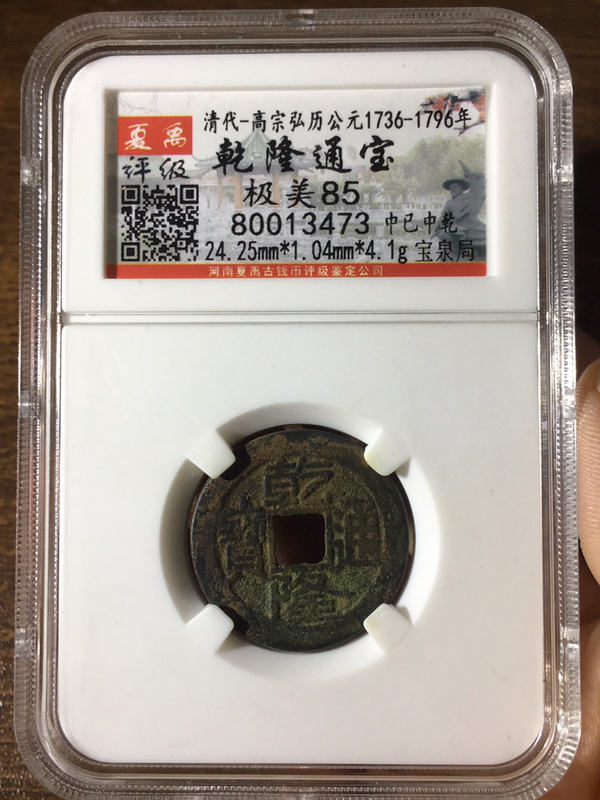 夏禹
评级
清代-高宗弘历公元1736-1796年
乾隆通宝
极美85
80013473 中已中乾
24.25mm*1.04mm*4.1g 宝泉局
河南夏禹古钱币评级鉴定公司
乾隆通寶